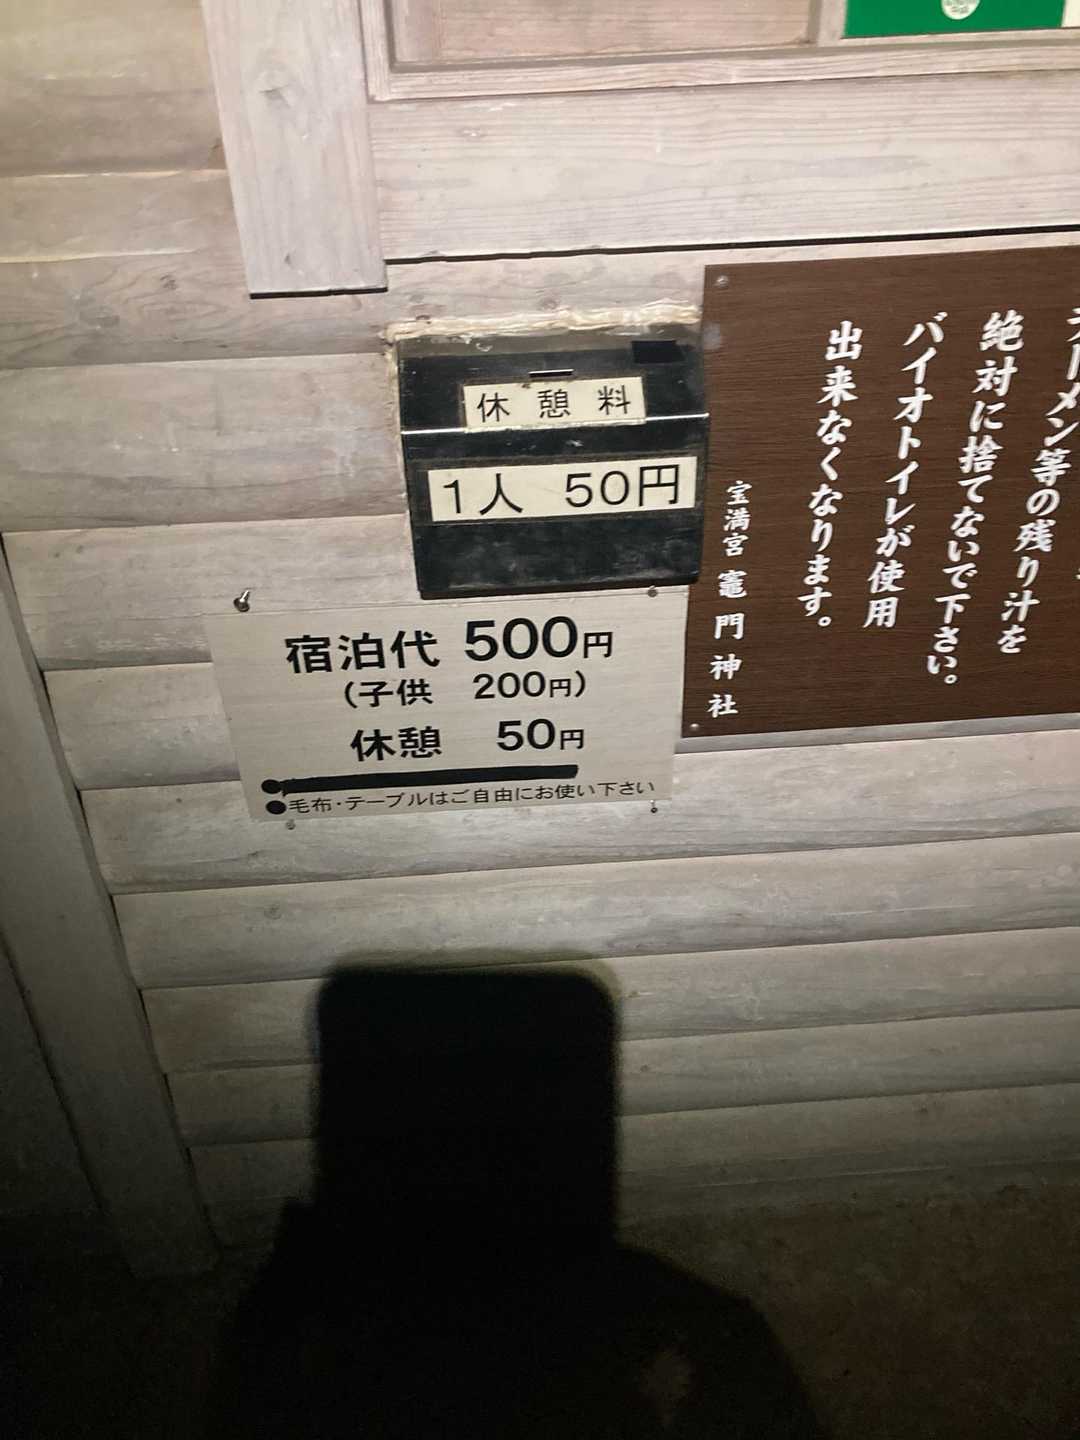 休憩料
1人 50円
宿泊代 500円
(子供 200円)
休憩 50円
●毛布・テーブルはご自由にお使い下さい
ラーメン等の残り汁を
絶対に捨てないで下さい。
バイオトイレが使用
出来なくなります。
宝満宮 竈門神社